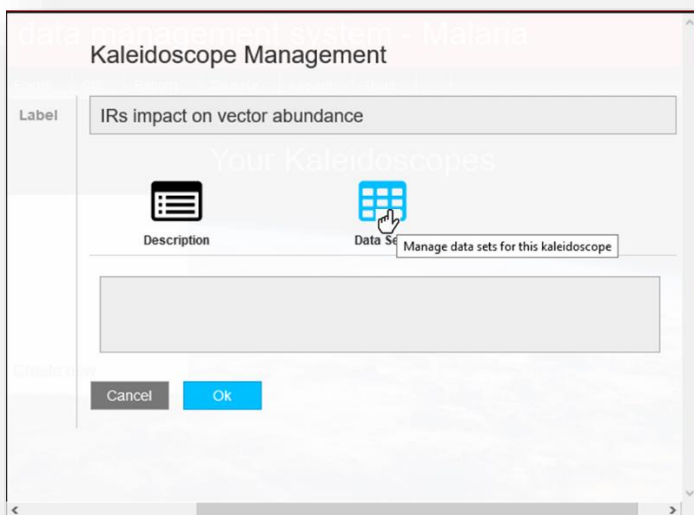 data management system - Malaria
Kaleidoscope Management
Label
IRs impact on vector abundance
Your Kaleidoscopes
Description
Data Se
Manage data sets for this kaleidoscope
Create new
Cancel
Ok